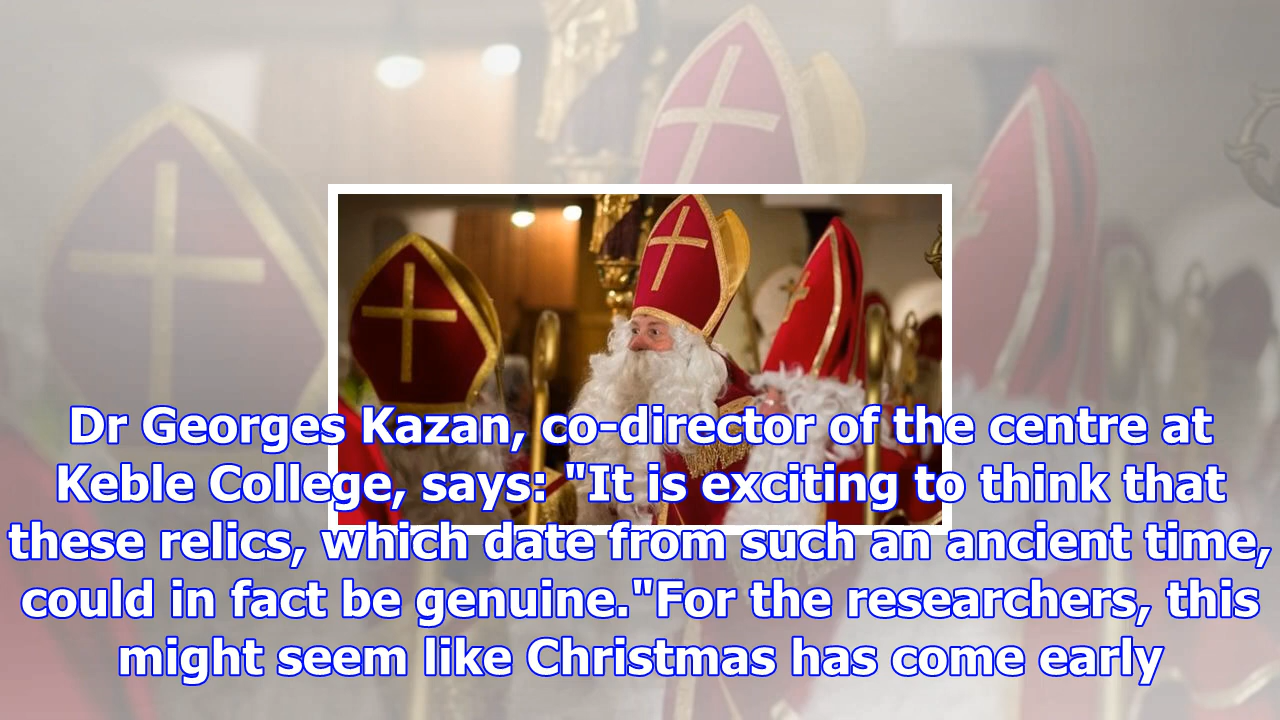 Dr Georges Kazan, co-director of the centre at
Keble College, says: "It is exciting to think that
these relics, which date from such an ancient time,
could in fact be genuine."For the researchers, this
might seem like Christmas has come early